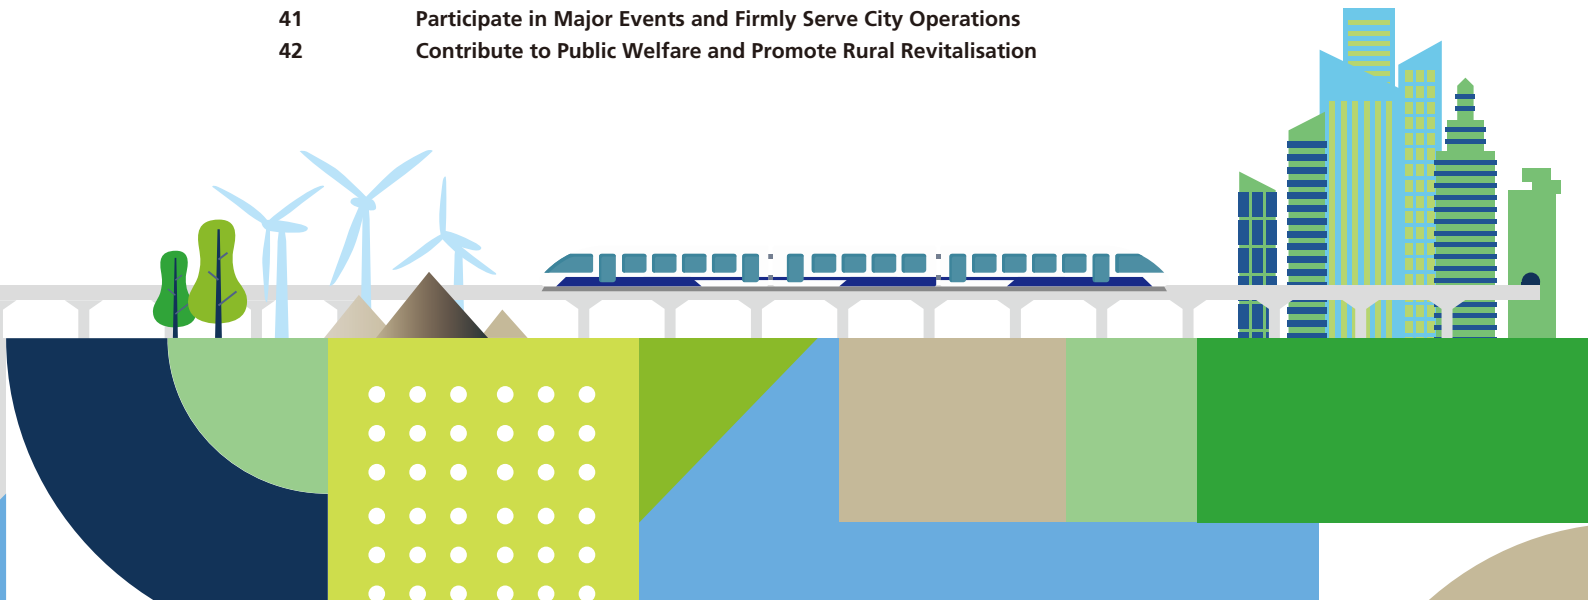 41 Participate in Major Events and Firmly Serve City Operations
42 Contribute to Public Welfare and Promote Rural Revitalisation